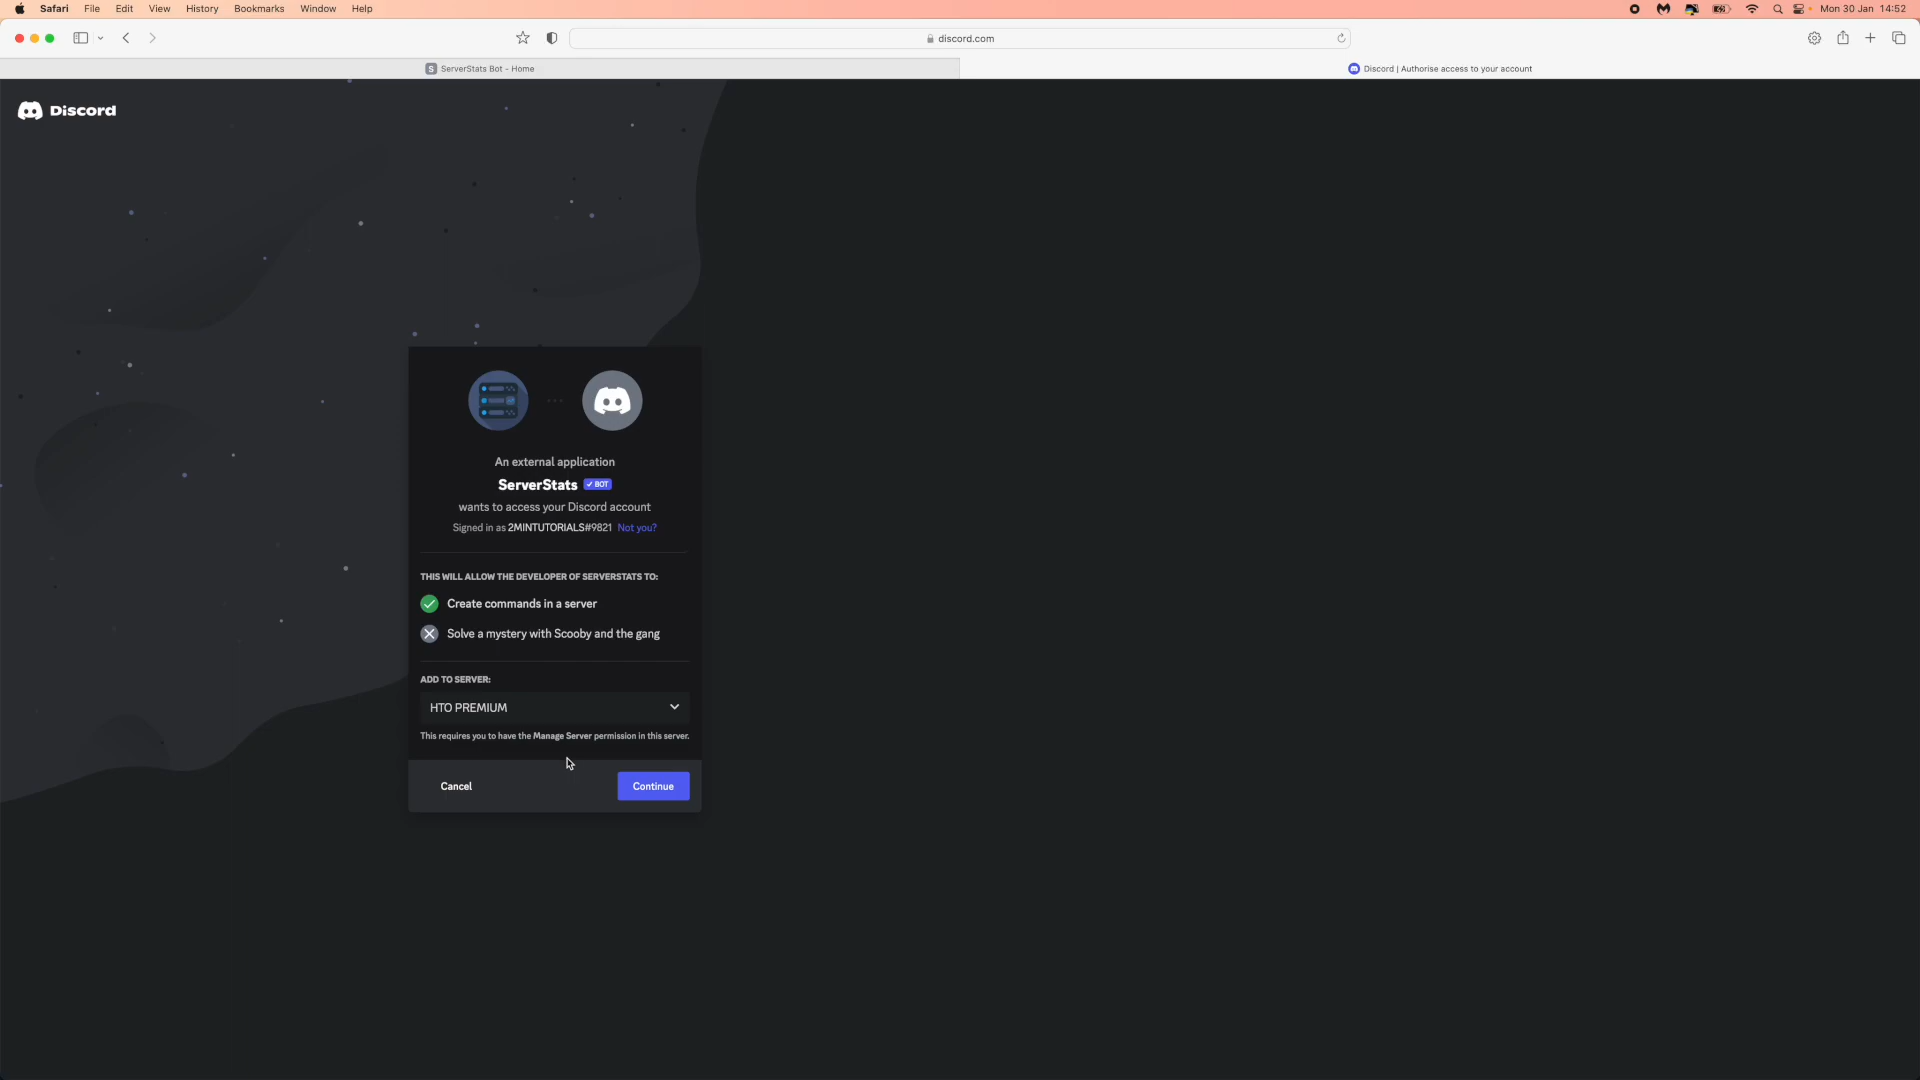 Safari File Edit View History Bookmarks Window Help Mon 30 Jan 14:52
discord.com
S ServerStats Bot - Home Discord | Authorise access to your account
Discord
An external application
ServerStats ✓ BOT
wants to access your Discord account
Signed in as 2MINTUTORIALS#9821 Not you?
THIS WILL ALLOW THE DEVELOPER OF SERVERSTATS TO:
Create commands in a server
Solve a mystery with Scooby and the gang
ADD TO SERVER:
HTO PREMIUM
This requires you to have the Manage Server permission in this server.
Cancel Continue